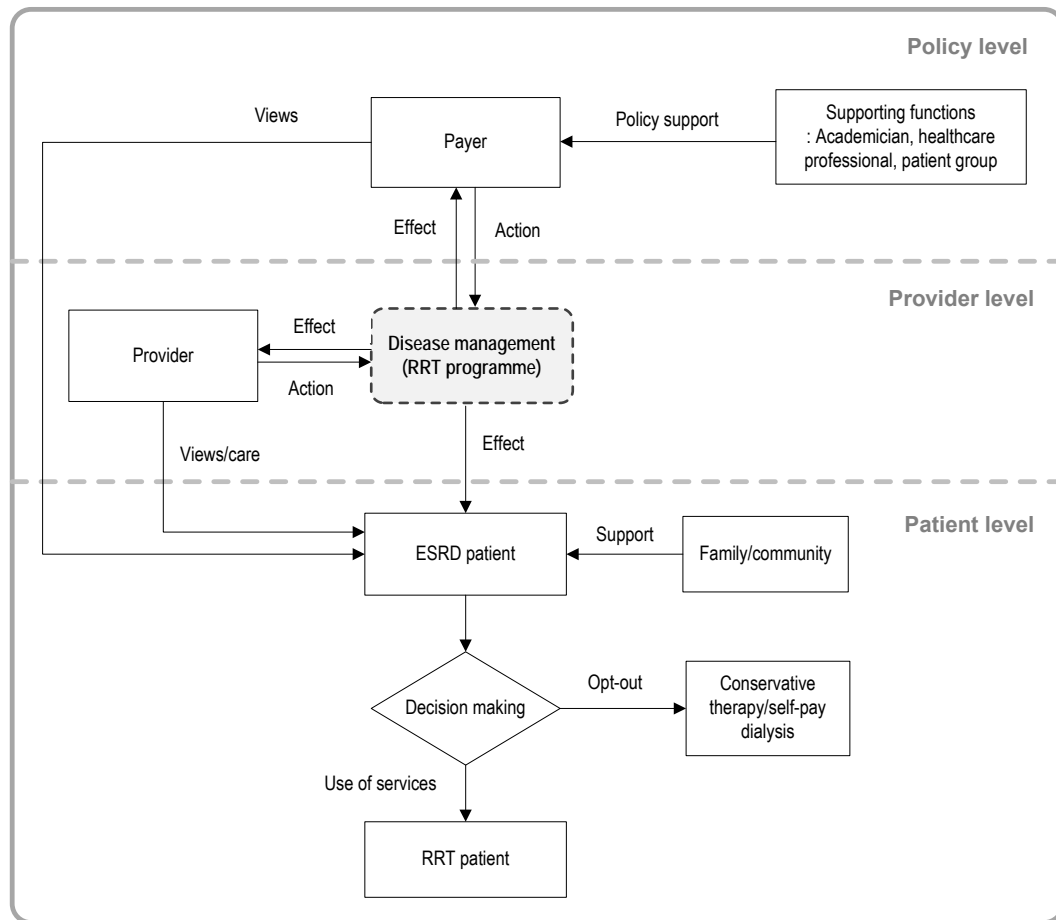 Policy level
Views
Payer
Policy support
Supporting functions
: Academician, healthcare
professional, patient group
Effect
Action
Provider level
Provider
Effect
Action
Disease management
(RRT programme)
Views/care
Effect
Patient level
ESRD patient
Support
Family/community
Decision making
Opt-out
Conservative
therapy/self-pay
dialysis
Use of services
RRT patient